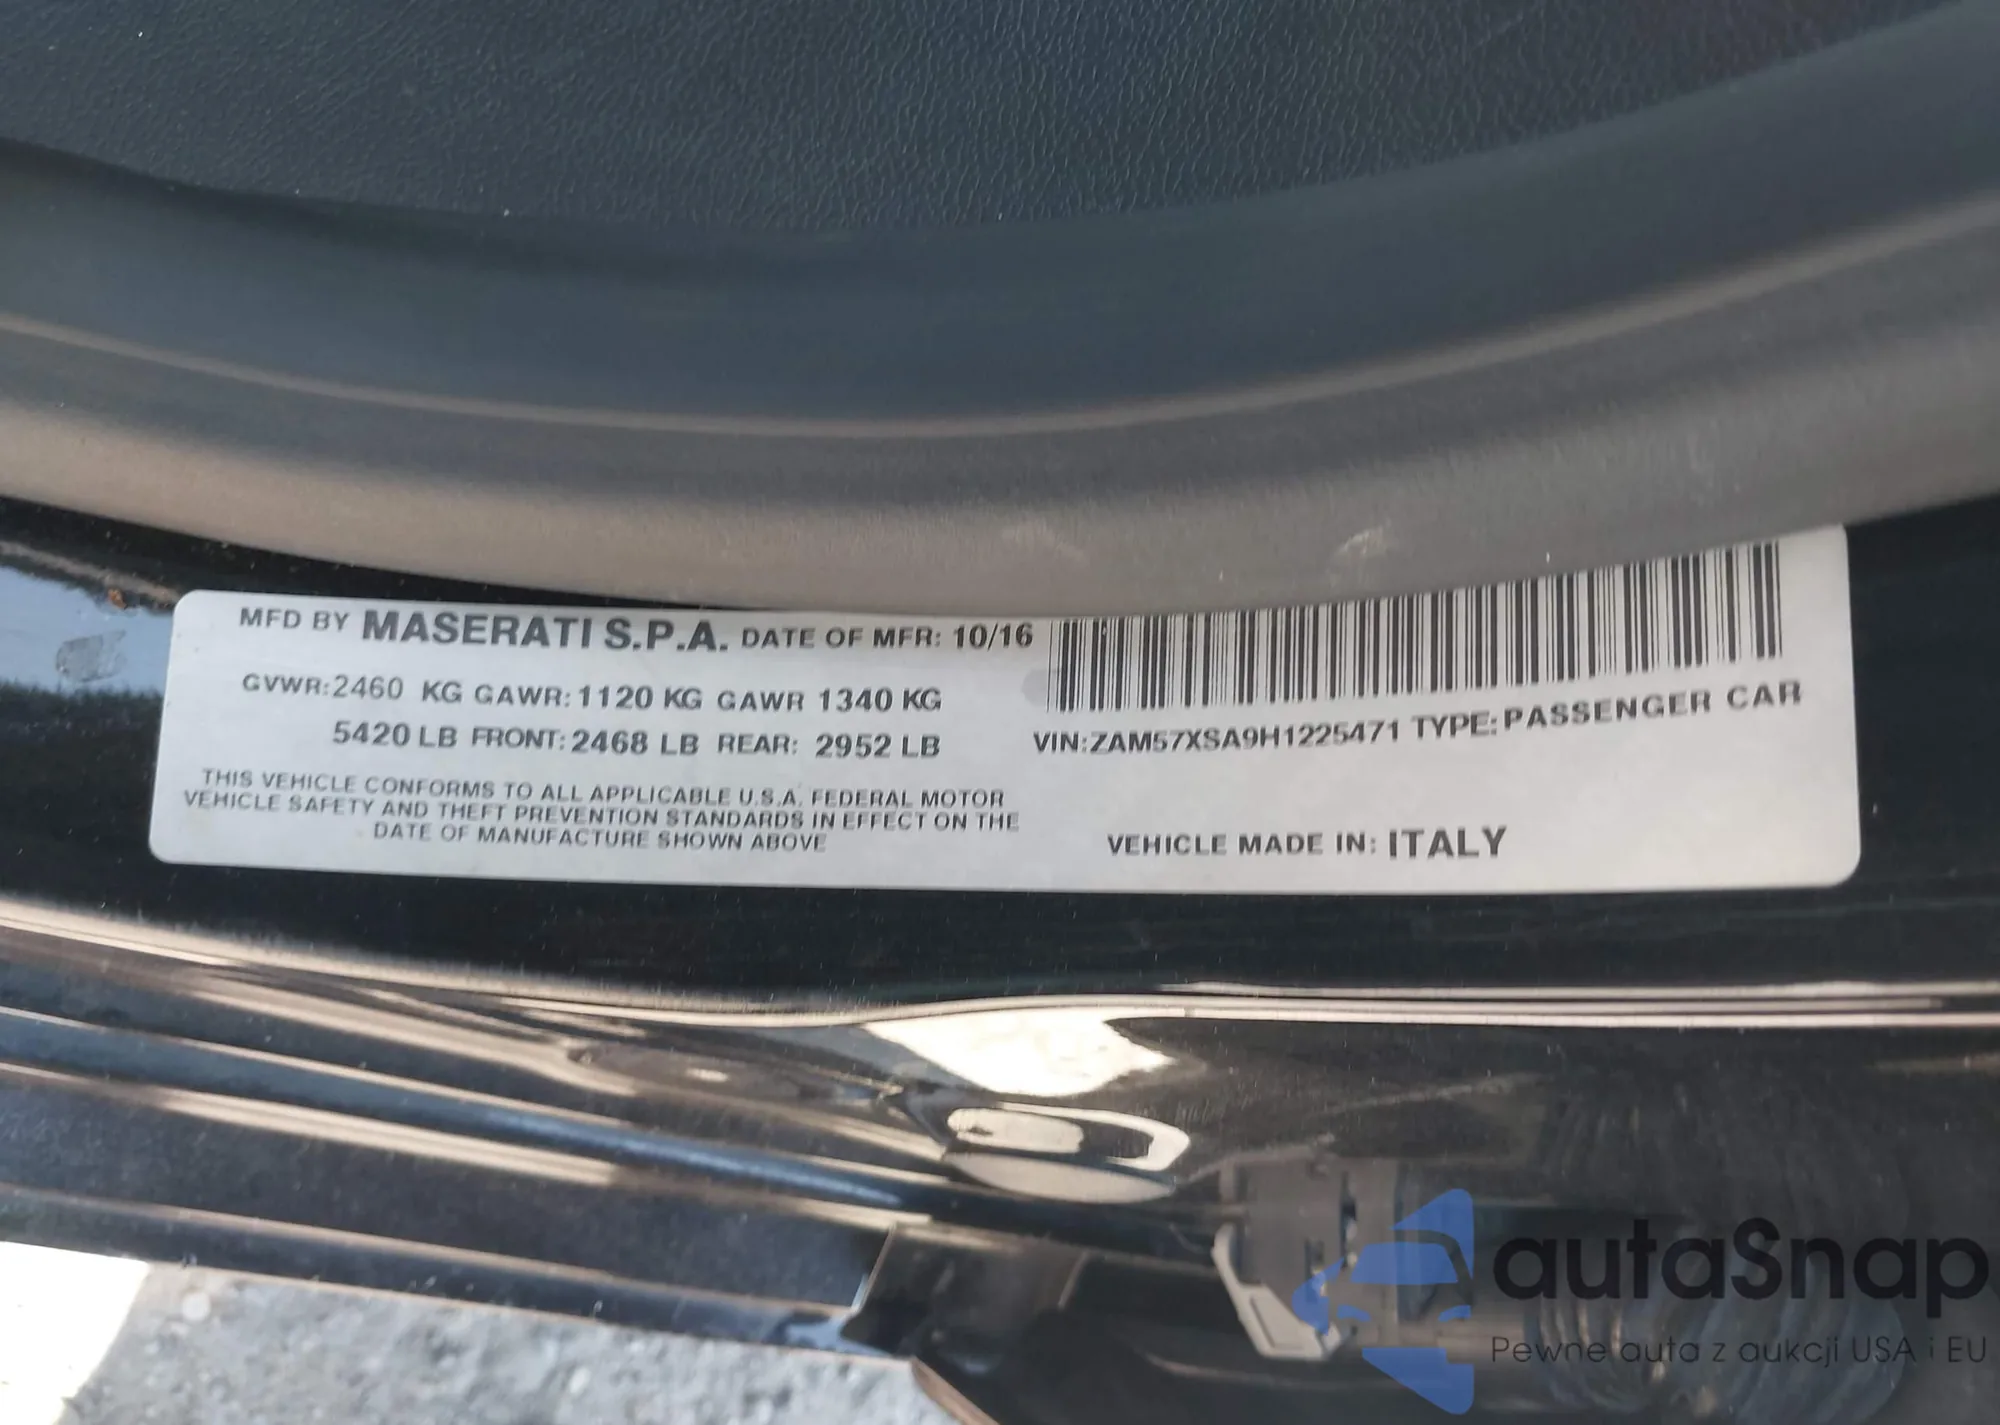 MFD BY MASERATI S.P.A. DATE OF MFR: 10/16
GVWR:2460 KG GAWR:1120 KG GAWR 1340 KG
5420 LB FRONT:2468 LB REAR: 2952 LB
THIS VEHICLE CONFORMS TO ALL APPLICABLE U.S.A. FEDERAL MOTOR
VEHICLE SAFETY AND THEFT PREVENTION STANDARDS IN EFFECT ON THE
DATE OF MANUFACTURE SHOWN ABOVE
VIN:ZAM57XSA9H1225471 TYPE:PASSENGER CAR
VEHICLE MADE IN: ITALY
autaSnap
Pewne auta z aukcji USA i EU